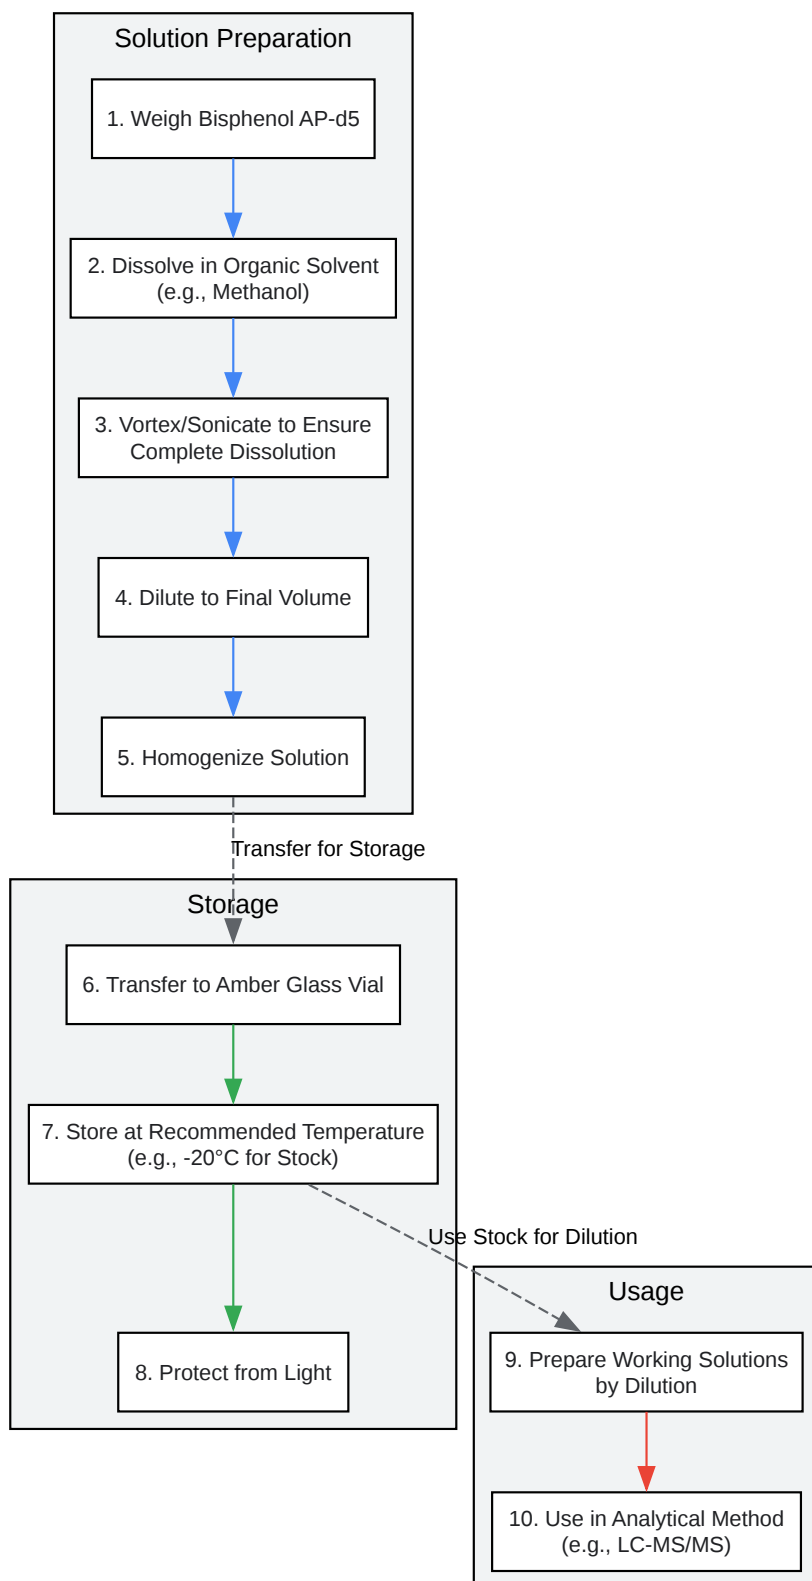 Solution Preparation
1. Weigh Bisphenol AP-d5
2. Dissolve in Organic Solvent
(e.g., Methanol)
3. Vortex/Sonicate to Ensure
Complete Dissolution
4. Dilute to Final Volume
5. Homogenize Solution
Transfer for Storage
Storage
6. Transfer to Amber Glass Vial
7. Store at Recommended Temperature
(e.g., -20°C for Stock)
Use Stock for Dilution
8. Protect from Light
Usage
9. Prepare Working Solutions
by Dilution
10. Use in Analytical Method
(e.g., LC-MS/MS)